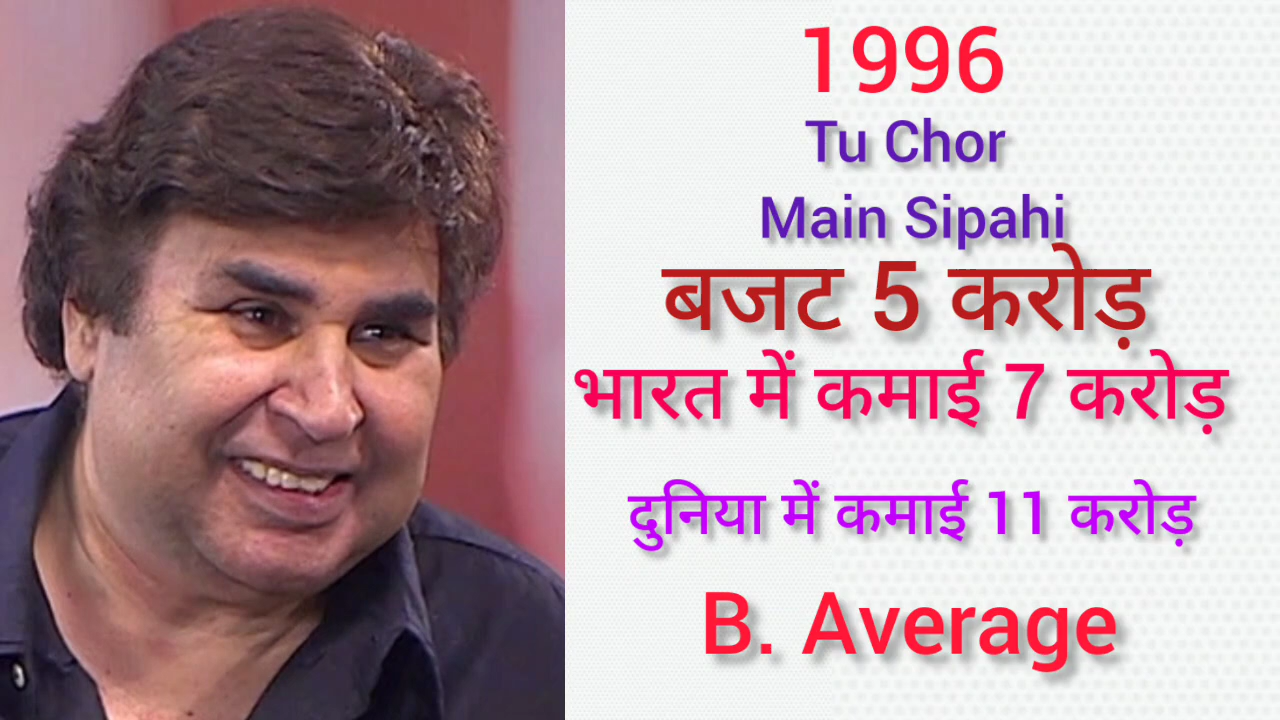 1996
Tu Chor
Main Sipahi
बजट 5 करोड़
भारत में कमाई 7 करोड़
दुनिया में कमाई 11 करोड़
B. Average